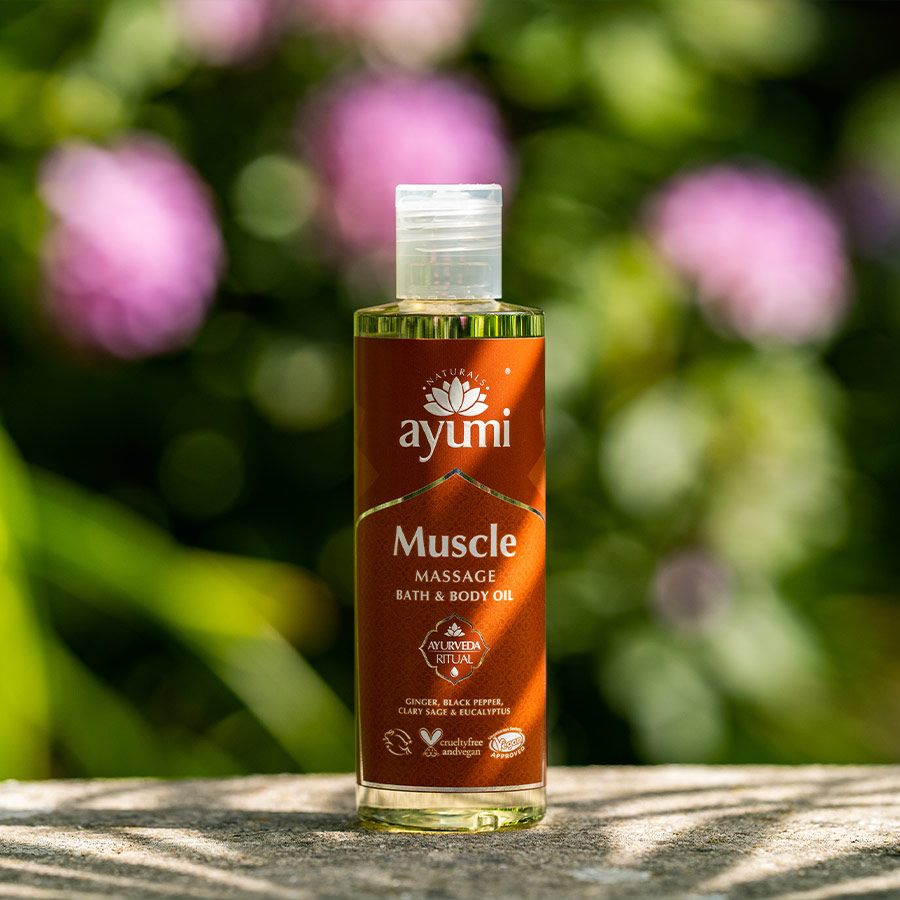 NATURALS
®
ayumi
Muscle
MASSAGE
BATH & BODY OIL
AYURVEDA
RITUAL
GINGER, BLACK PEPPER,
CLARY SAGE & EUCALYPTUS
crueltyfree
andvegan
Vegan
APPROVED